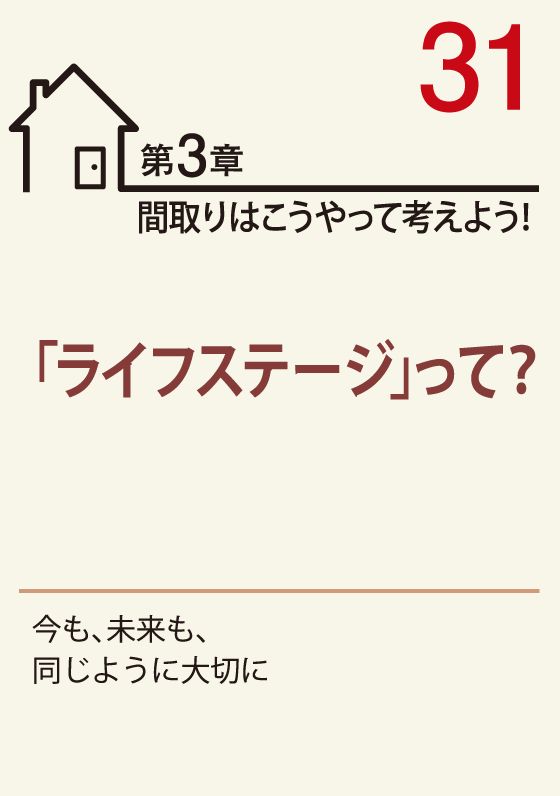 31
第3章
間取りはこうやって考えよう!
「ライフステージ」って?
今も、未来も、
同じように大切に